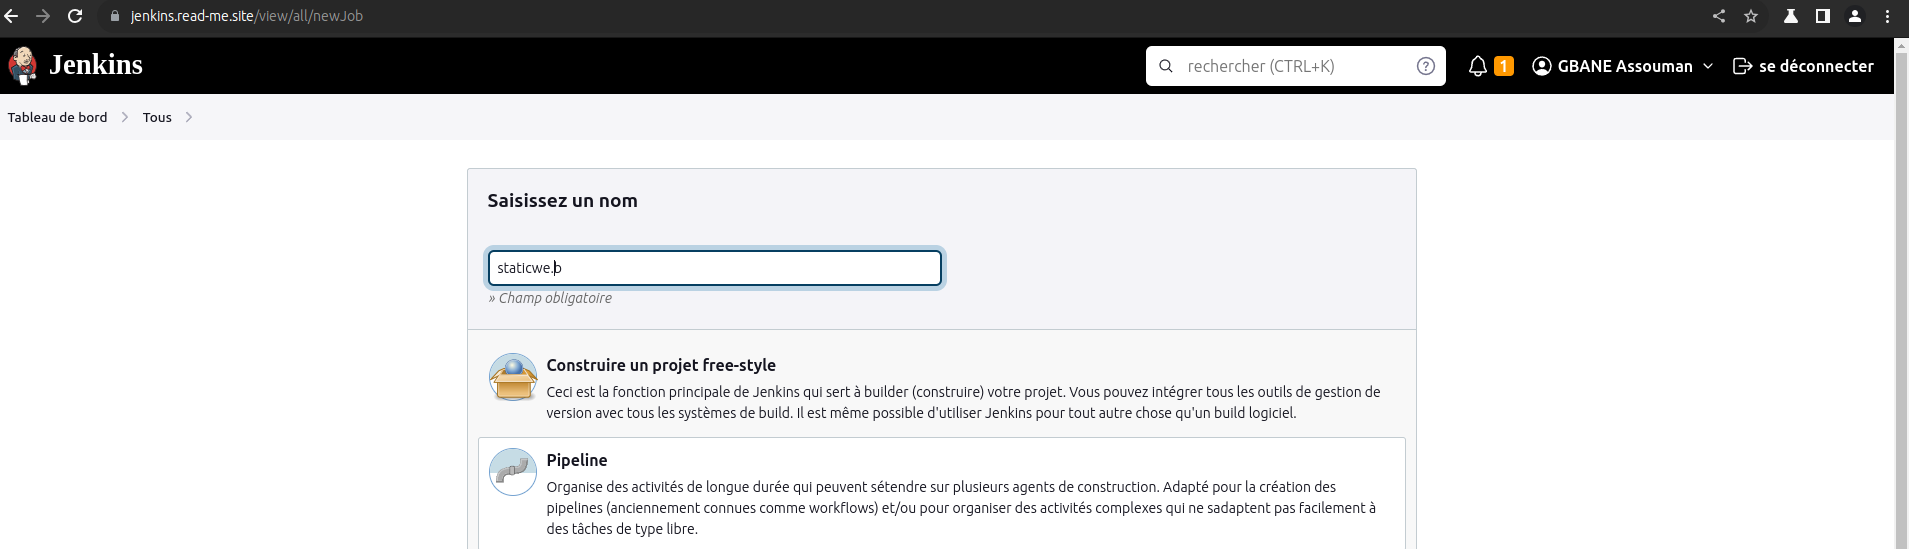 jenkins.read-me.site/view/all/newJob
Jenkins
rechercher (CTRL+K)
?
1
GBANE Assouman
se déconnecter
Tableau de bord
Tous
Saisissez un nom
staticwe.b
» Champ obligatoire
Construire un projet free-style
Ceci est la fonction principale de Jenkins qui sert à builder (construire) votre projet. Vous pouvez intégrer tous les outils de gestion de
version avec tous les systèmes de build. Il est même possible d'utiliser Jenkins pour tout autre chose qu'un build logiciel.
Pipeline
Organise des activités de longue durée qui peuvent sétendre sur plusieurs agents de construction. Adapté pour la création des
pipelines (anciennement connues comme workflows) et/ou pour organiser des activités complexes qui ne sadaptent pas facilement à
des tâches de type libre.